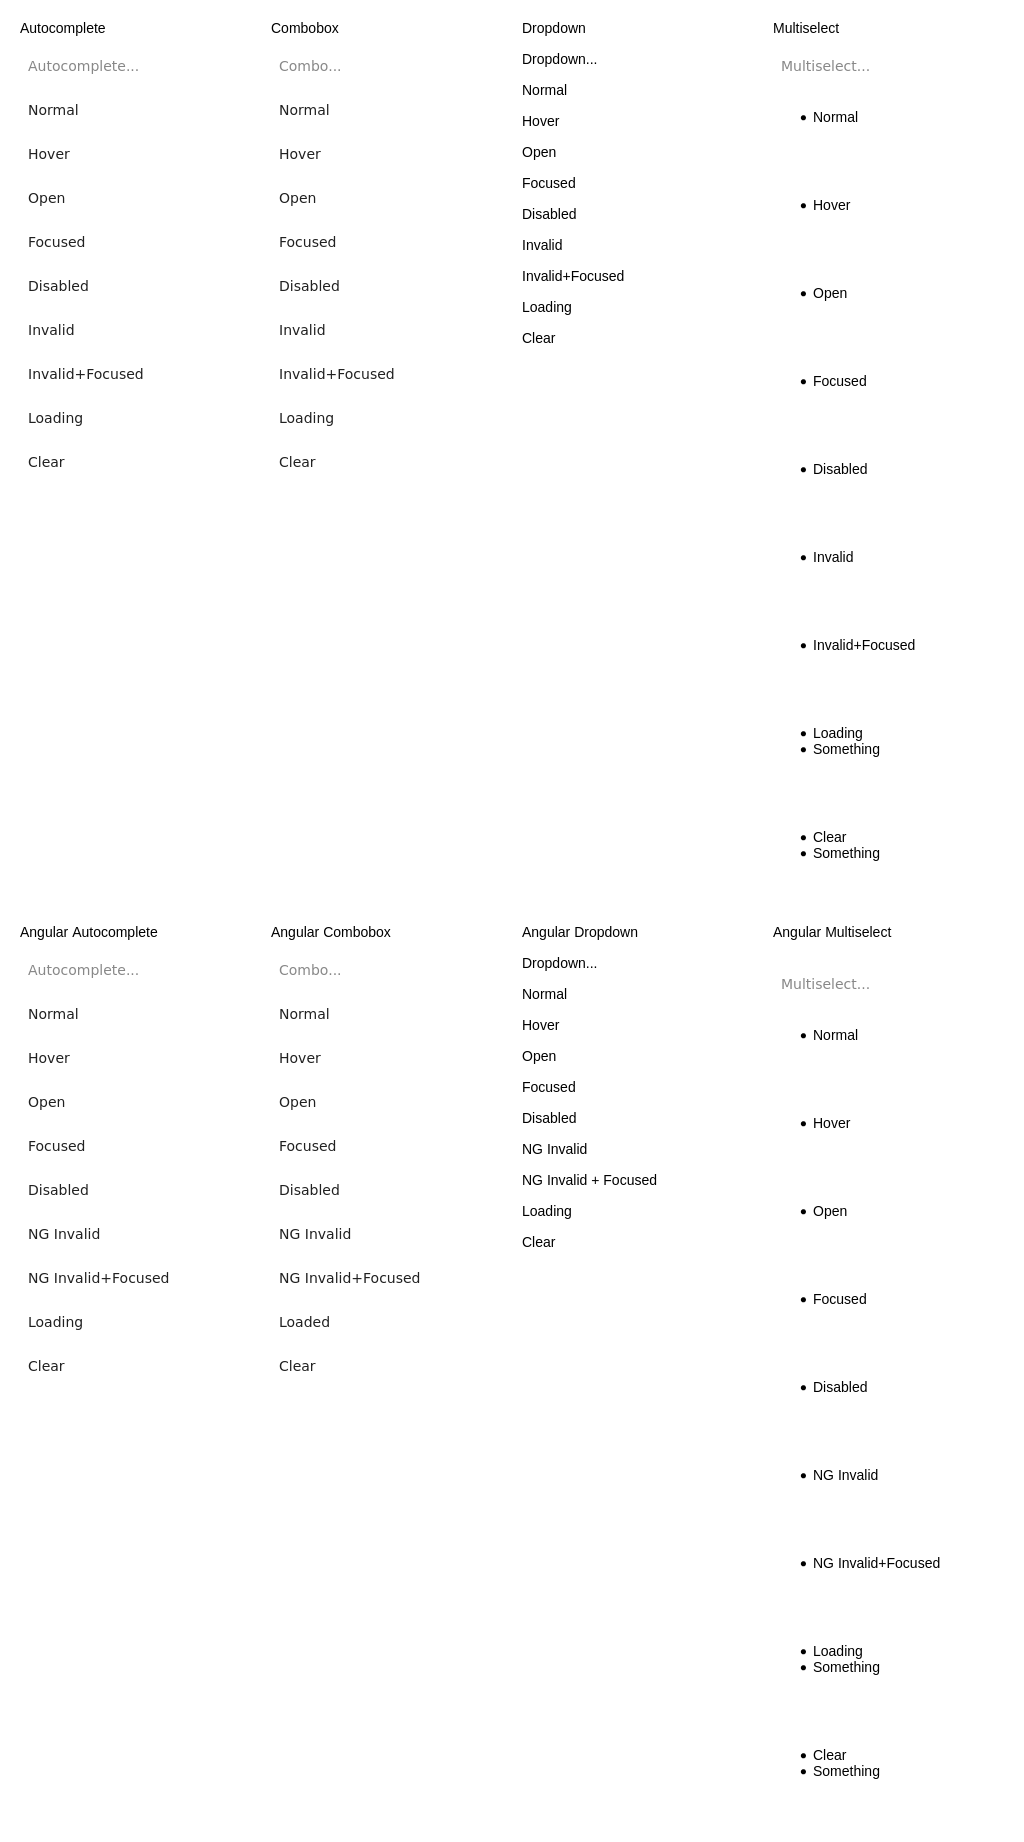 Autocomplete
Autocomplete...
Normal
Hover
Open
Focused
Disabled
Invalid
Invalid+Focused
Loading
Clear
Combobox
Combo...
Normal
Hover
Open
Focused
Disabled
Invalid
Invalid+Focused
Loading
Clear
Dropdown
Dropdown...
Normal
Hover
Open
Focused
Disabled
Invalid
Invalid+Focused
Loading
Clear
Multiselect
Multiselect...
Normal
Hover
Open
Focused
Disabled
Invalid
Invalid+Focused
Loading
Something
Clear
Something
Angular Autocomplete
Autocomplete...
Normal
Hover
Open
Focused
Disabled
NG Invalid
NG Invalid+Focused
Loading
Clear
Angular Combobox
Combo...
Normal
Hover
Open
Focused
Disabled
NG Invalid
NG Invalid+Focused
Loaded
Clear
Angular Dropdown
Dropdown...
Normal
Hover
Open
Focused
Disabled
NG Invalid
NG Invalid + Focused
Loading
Clear
Angular Multiselect
Multiselect...
Normal
Hover
Open
Focused
Disabled
NG Invalid
NG Invalid+Focused
Loading
Something
Clear
Something